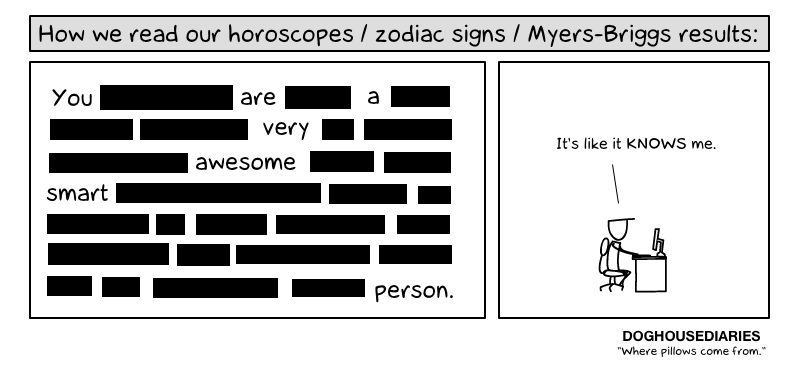 How we read our horoscopes / zodiac signs / Myers-Briggs results:
You are a
very
awesome
smart
person.
It's like it KNOWS me.
DOGHOUSEDIARIES
"Where pillows come from."